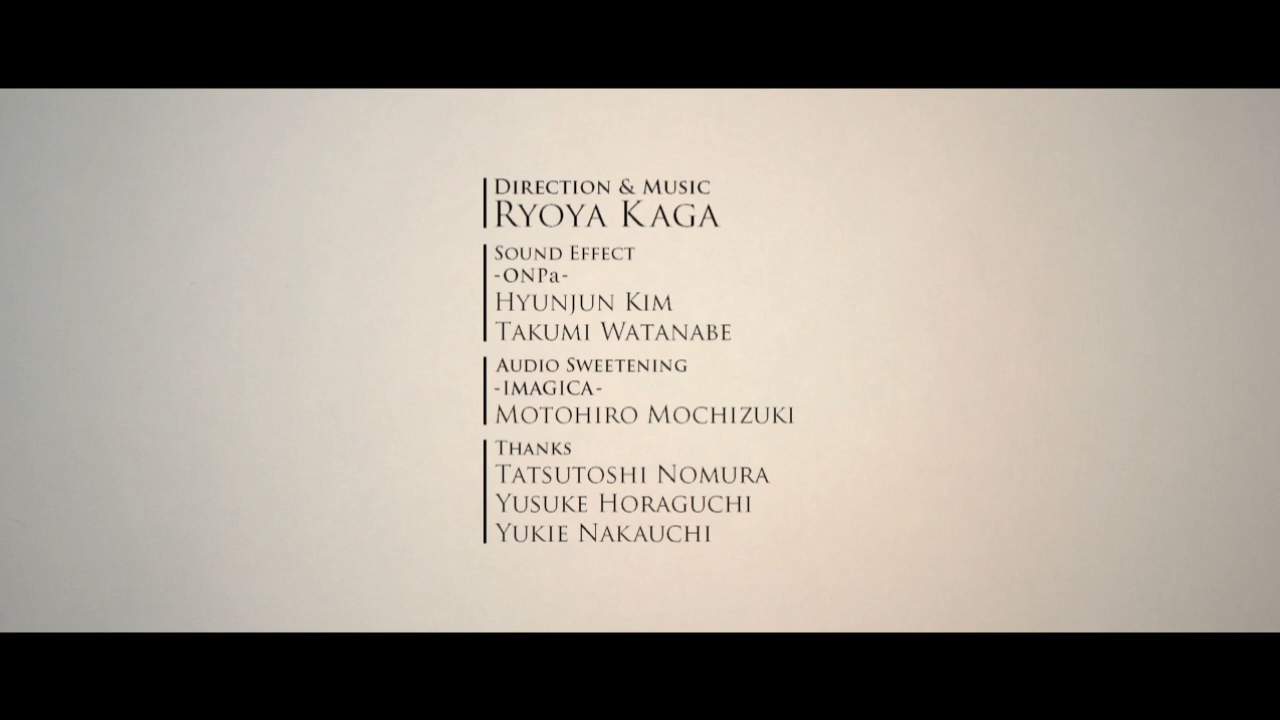 DIRECTION & MUSIC
RYOYA KAGA
SOUND EFFECT
-ONPa-
HYUNJUN KIM
TAKUMI WATANABE
AUDIO SWEETENING
-IMAGICA-
MOTOHIRO MOCHIZUKI
THANKS
TATSUTOSHI NOMURA
YUSUKE HORAGUCHI
YUKIE NAKAUCHI